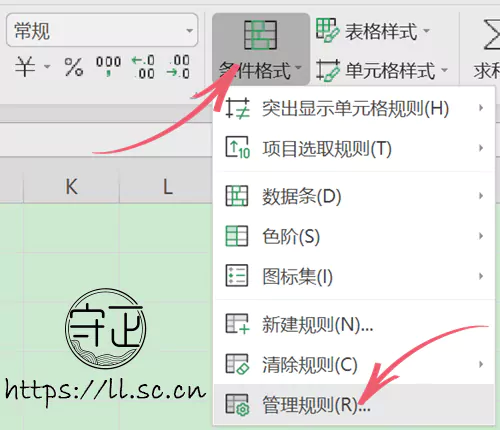 常规
表格样式
¥ % 000 ←.0 .00 .00 →.0
条件格式
单元格样式
求和
突出显示单元格规则(H)
项目选取规则(T)
K L
数据条(D)
色阶(S)
图标集(I)
新建规则(N)...
守正
清除规则(C)
https://ll.sc.cn
管理规则(R)...